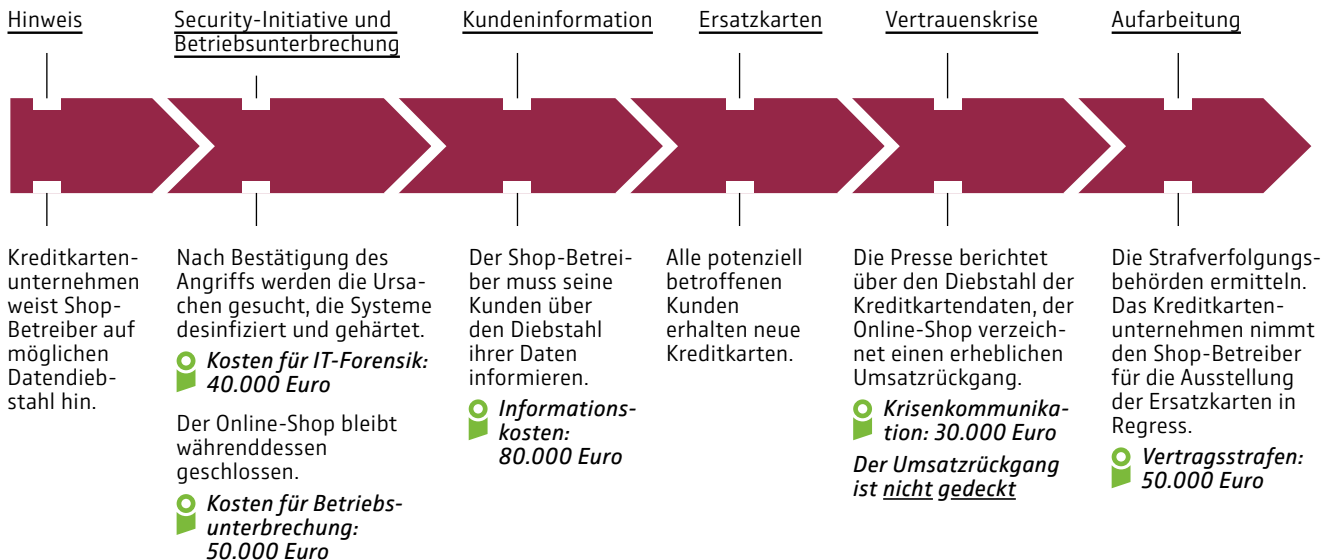 Hinweis
Security-Initiative und
Betriebsunterbrechung
Kundeninformation
Ersatzkarten
Vertrauenskrise
Aufarbeitung
Kreditkarten-
unternehmen
weist Shop-
Betreiber auf
möglichen
Datendieb-
stahl hin.
Nach Bestätigung des
Angriffs werden die Ursa-
chen gesucht, die Systeme
desinfiziert und gehärtet.
Kosten für IT-Forensik:
40.000 Euro
Der Online-Shop bleibt
währenddessen
geschlossen.
Kosten für Betriebs-
unterbrechung:
50.000 Euro
Der Shop-Betrei-
ber muss seine
Kunden über
den Diebstahl
ihrer Daten
informieren.
Informations-
kosten:
80.000 Euro
Alle potenziell
betroffenen
Kunden
erhalten neue
Kreditkarten.
Die Presse berichtet
über den Diebstahl der
Kreditkartendaten, der
Online-Shop verzeich-
net einen erheblichen
Umsatzrückgang.
Krisenkommunika-
tion: 30.000 Euro
Der Umsatzrückgang
ist nicht gedeckt
Die Strafverfolgungs-
behörden ermitteln.
Das Kreditkarten-
unternehmen nimmt
den Shop-Betreiber
für die Ausstellung
der Ersatzkarten in
Regress.
Vertragsstrafen:
50.000 Euro